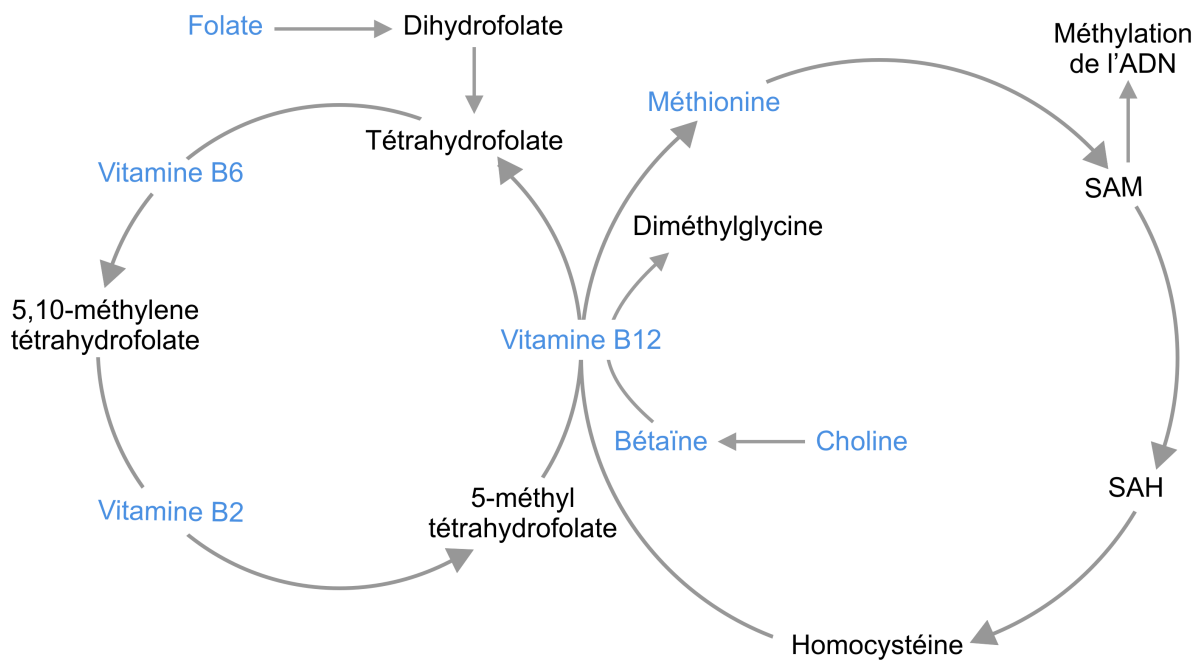 Folate
Dihydrofolate
Méthylation
de l’ADN
Méthionine
Tétrahydrofolate
Vitamine B6
SAM
Diméthylglycine
5,10-méthylene
tétrahydrofolate
Vitamine B12
Bétaïne
Choline
SAH
5-méthyl
tétrahydrofolate
Vitamine B2
Homocystéine